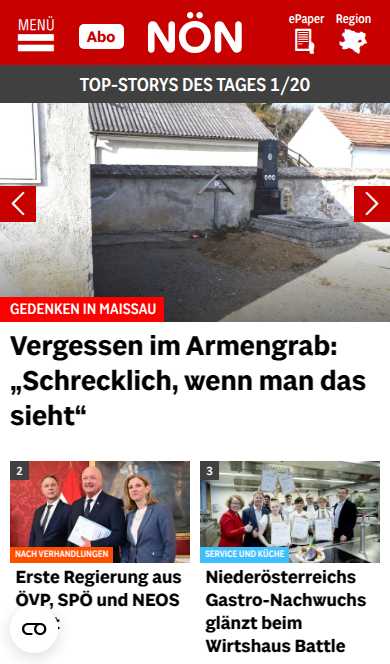 MENÜ
Abo
NÖN
ePaper
Region
TOP-STORYS DES TAGES 1/20
GEDENKEN IN MAISSAU
Vergessen im Armengrab:
„Schrecklich, wenn man das
sieht“
2
NACH VERHANDLUNGEN
Erste Regierung aus
ÖVP, SPÖ und NEOS
3
SERVICE UND KÜCHE
Niederösterreichs
Gastro-Nachwuchs
glänzt beim
Wirtshaus Battle